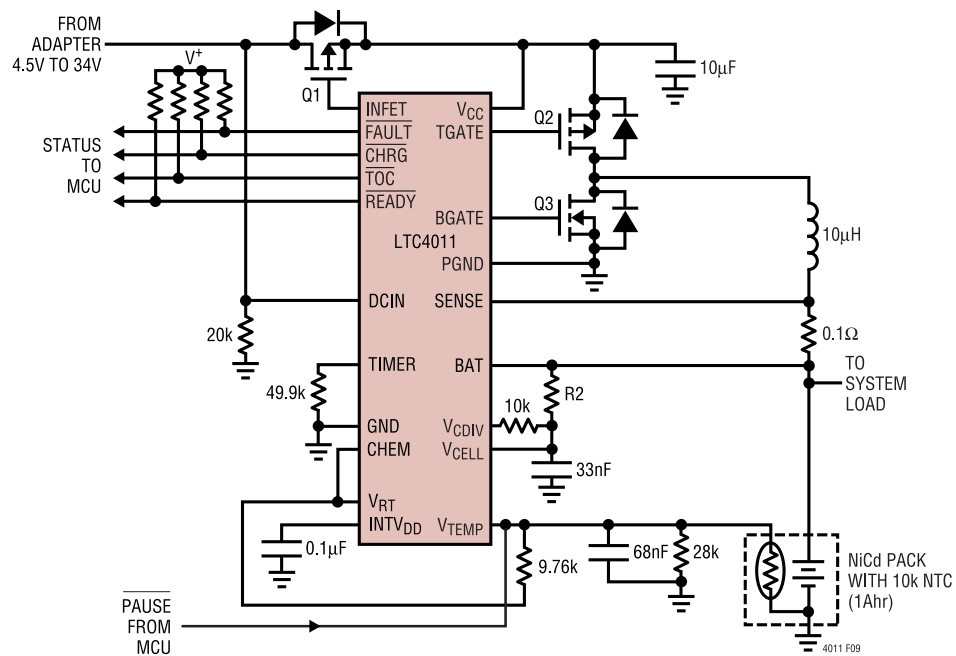 FROM
ADAPTER
4.5V TO 34V
V+
Q1
10µF
INFET
FAULT
CHRG
TOC
READY
STATUS
TO
MCU
VCC
TGATE
Q2
BGATE
Q3
LTC4011
PGND
10µH
DCIN
SENSE
20k
0.1Ω
TIMER
BAT
TO
SYSTEM
LOAD
49.9k
R2
10k
GND
VCDIV
CHEM
VCELL
33nF
VRT
INTVDD
VTEMP
0.1µF
9.76k
68nF
28k
NiCd PACK
WITH 10k NTC
(1Ahr)
PAUSE
FROM
MCU
4011 F09